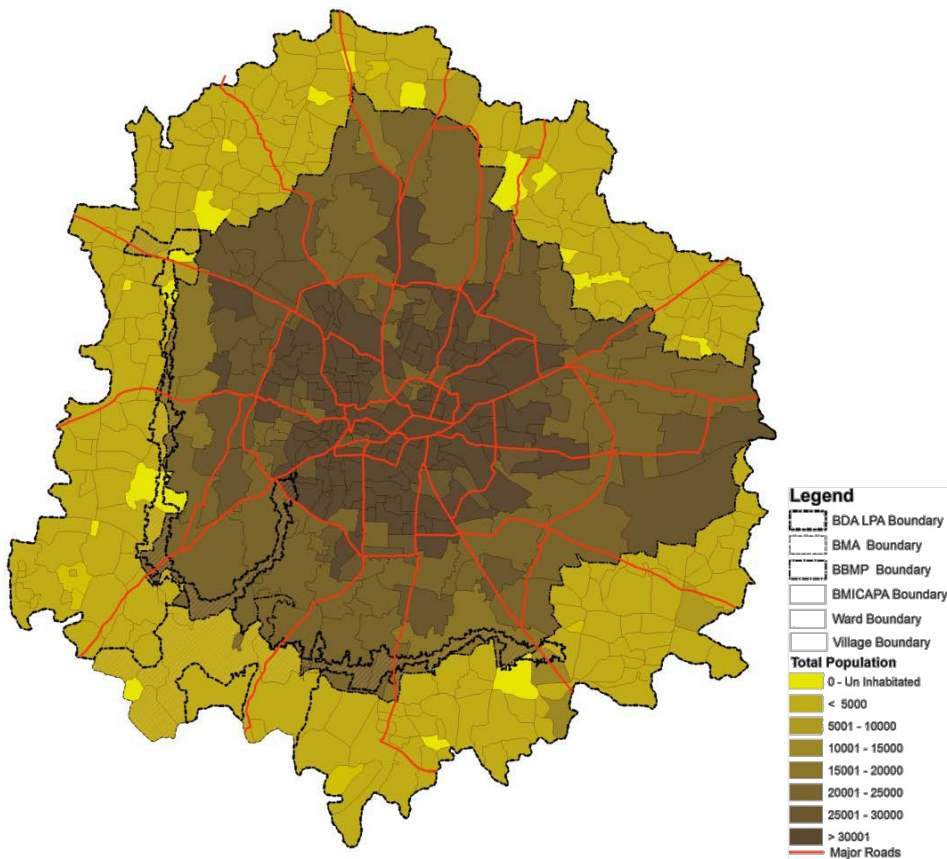 Legend
BDA LPA Boundary
BMA Boundary
BBMP Boundary
BMICAPA Boundary
Ward Boundary
Village Boundary
Total Population
0 - Un Inhabitated
< 5000
5001 - 10000
10001 - 15000
15001 - 20000
20001 - 25000
25001 - 30000
> 30001
Major Roads